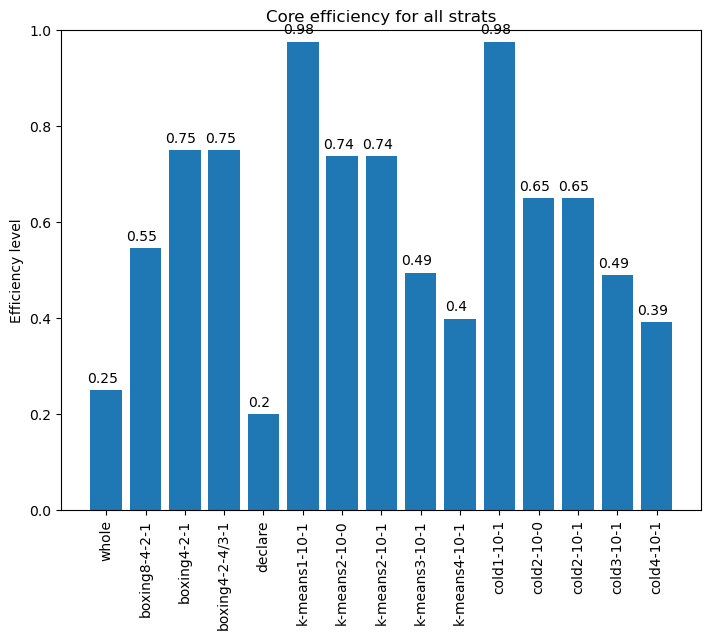 Core efficiency for all strats
Efficiency level
1.0
0.8
0.6
0.4
0.2
0.0
0.25
0.55
0.75
0.75
0.2
0.98
0.74
0.74
0.49
0.4
0.98
0.65
0.65
0.49
0.39
whole
boxing8-4-2-1
boxing4-2-1
boxing4-2-4/3-1
declare
k-means1-10-1
k-means2-10-0
k-means2-10-1
k-means3-10-1
k-means4-10-1
cold1-10-1
cold2-10-0
cold2-10-1
cold3-10-1
cold4-10-1